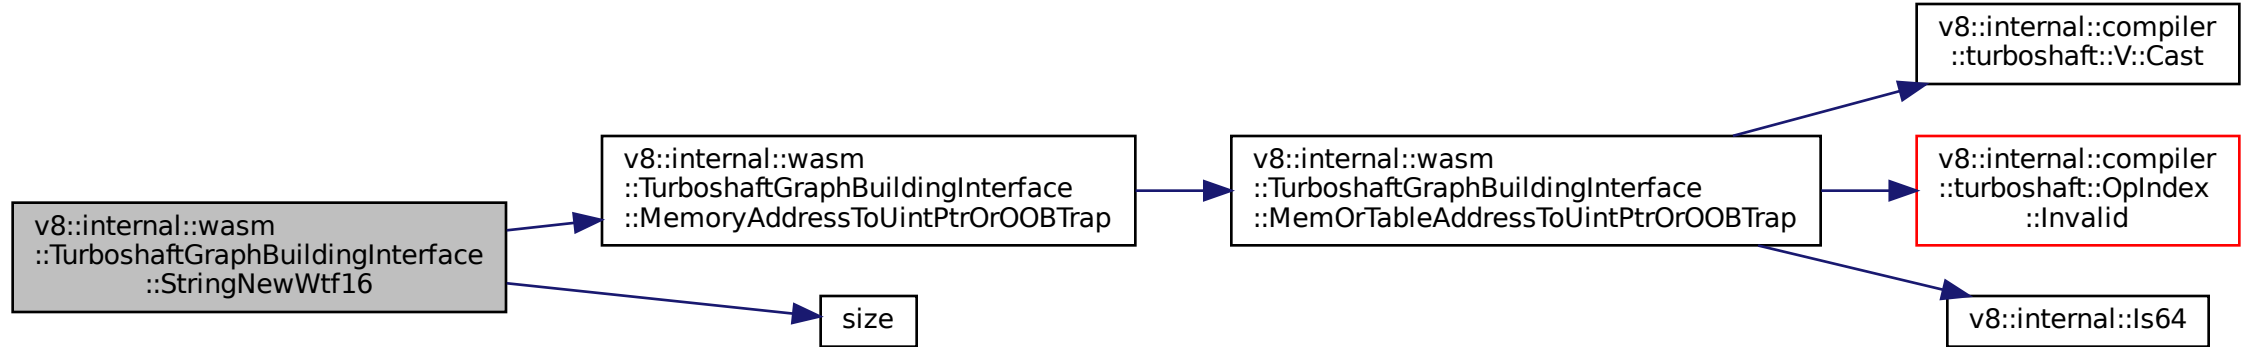 v8::internal::wasm
::TurboshaftGraphBuildingInterface
::StringNewWtf16
v8::internal::wasm
::TurboshaftGraphBuildingInterface
::MemoryAddressToUintPtrOrOOBTrap
size
v8::internal::wasm
::TurboshaftGraphBuildingInterface
::MemOrTableAddressToUintPtrOrOOBTrap
v8::internal::compiler
::turboshaft::V::Cast
v8::internal::compiler
::turboshaft::OpIndex
::Invalid
v8::internal::Is64